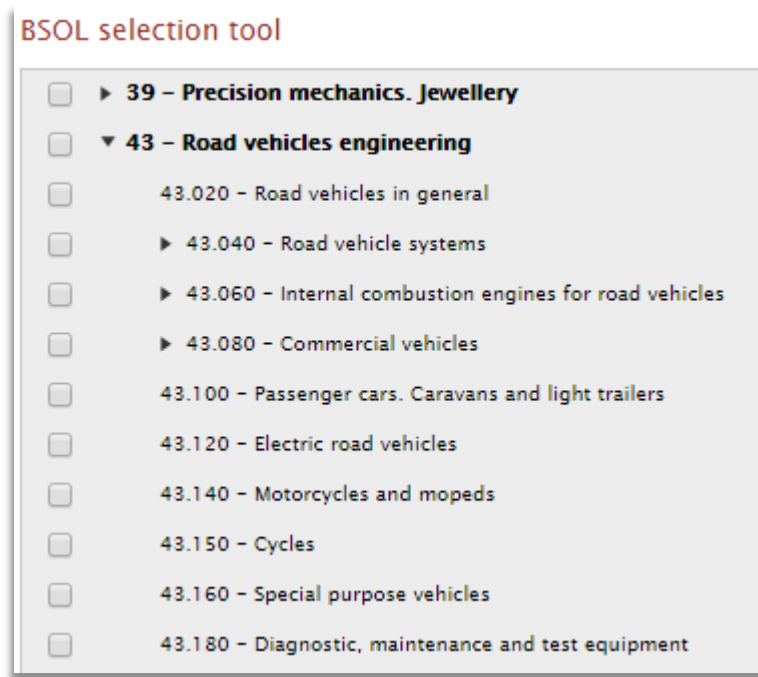 BSOL selection tool
39 – Precision mechanics. Jewellery
43 – Road vehicles engineering
43.020 – Road vehicles in general
43.040 – Road vehicle systems
43.060 – Internal combustion engines for road vehicles
43.080 – Commercial vehicles
43.100 – Passenger cars. Caravans and light trailers
43.120 – Electric road vehicles
43.140 – Motorcycles and mopeds
43.150 – Cycles
43.160 – Special purpose vehicles
43.180 – Diagnostic, maintenance and test equipment